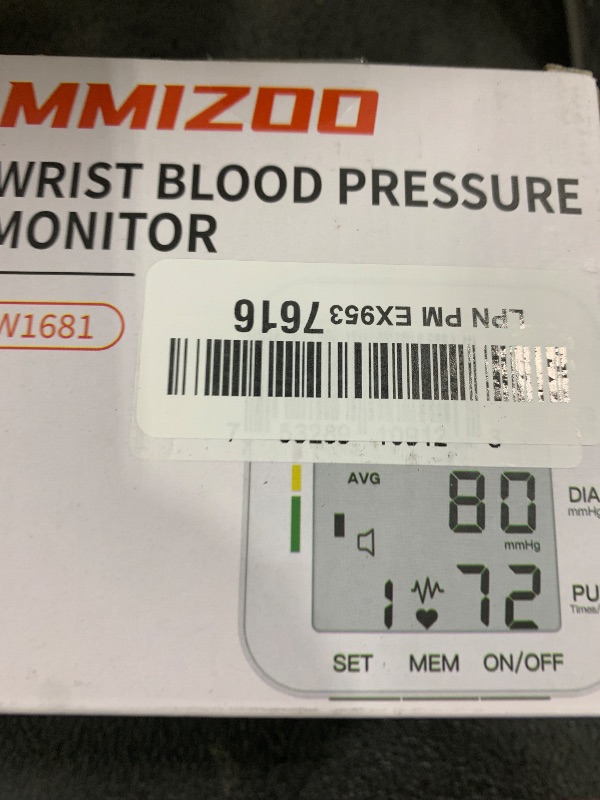 MMIZOO
WRIST BLOOD PRESSURE
MONITOR
W1681
LPN PM EX953 7616
AVG
80
DIA
mmHg
mmHg
1 72
PU
Times/
SET MEM ON/OFF